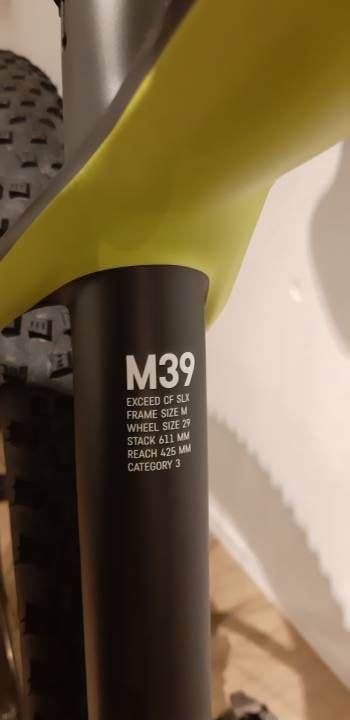 M39
EXCEED CF SLX
FRAME SIZE M
WHEEL SIZE 29
STACK 611 MM
REACH 425 MM
CATEGORY 3